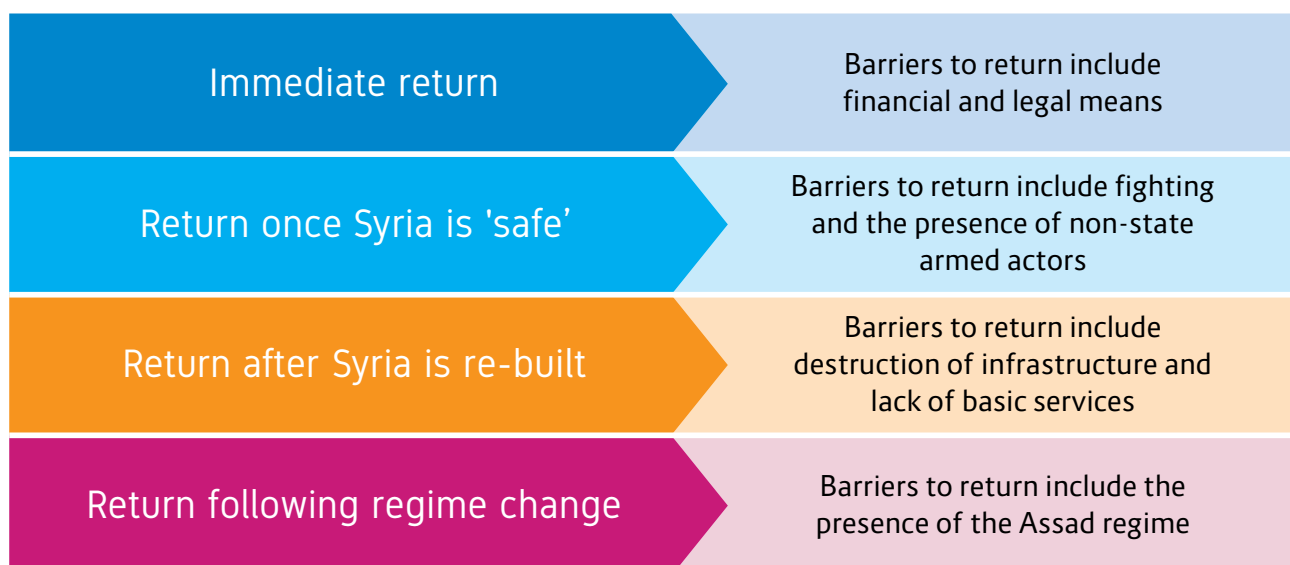 Immediate return
Barriers to return include
financial and legal means
Return once Syria is 'safe’
Barriers to return include fighting
and the presence of non-state
armed actors
Return after Syria is re-built
Barriers to return include
destruction of infrastructure and
lack of basic services
Return following regime change
Barriers to return include the
presence of the Assad regime